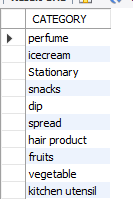 CATEGORY
perfume
icecream
Stationary
snacks
dip
spread
hair product
fruits
vegetable
kitchen utensil